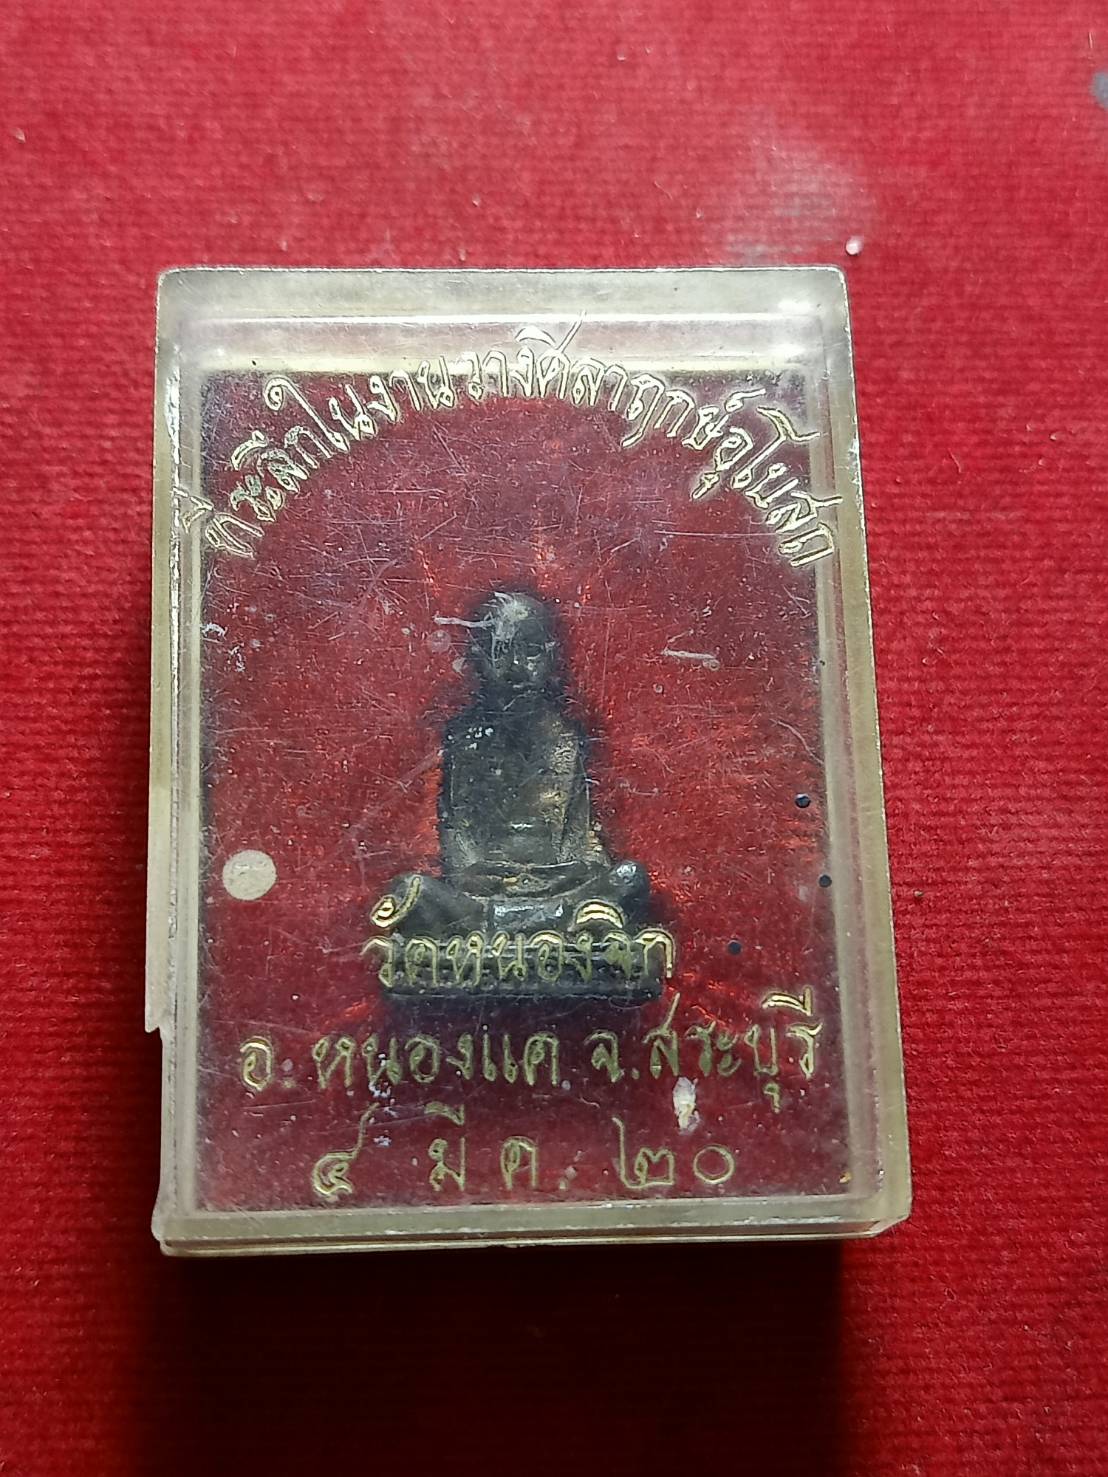 ที่ระลึกในงานวางศิลาฤกษ์อุโบสถ
วัดหนองจิก
อ.หนองแค จ.สระบุรี
๔ มี ค. ๒๐